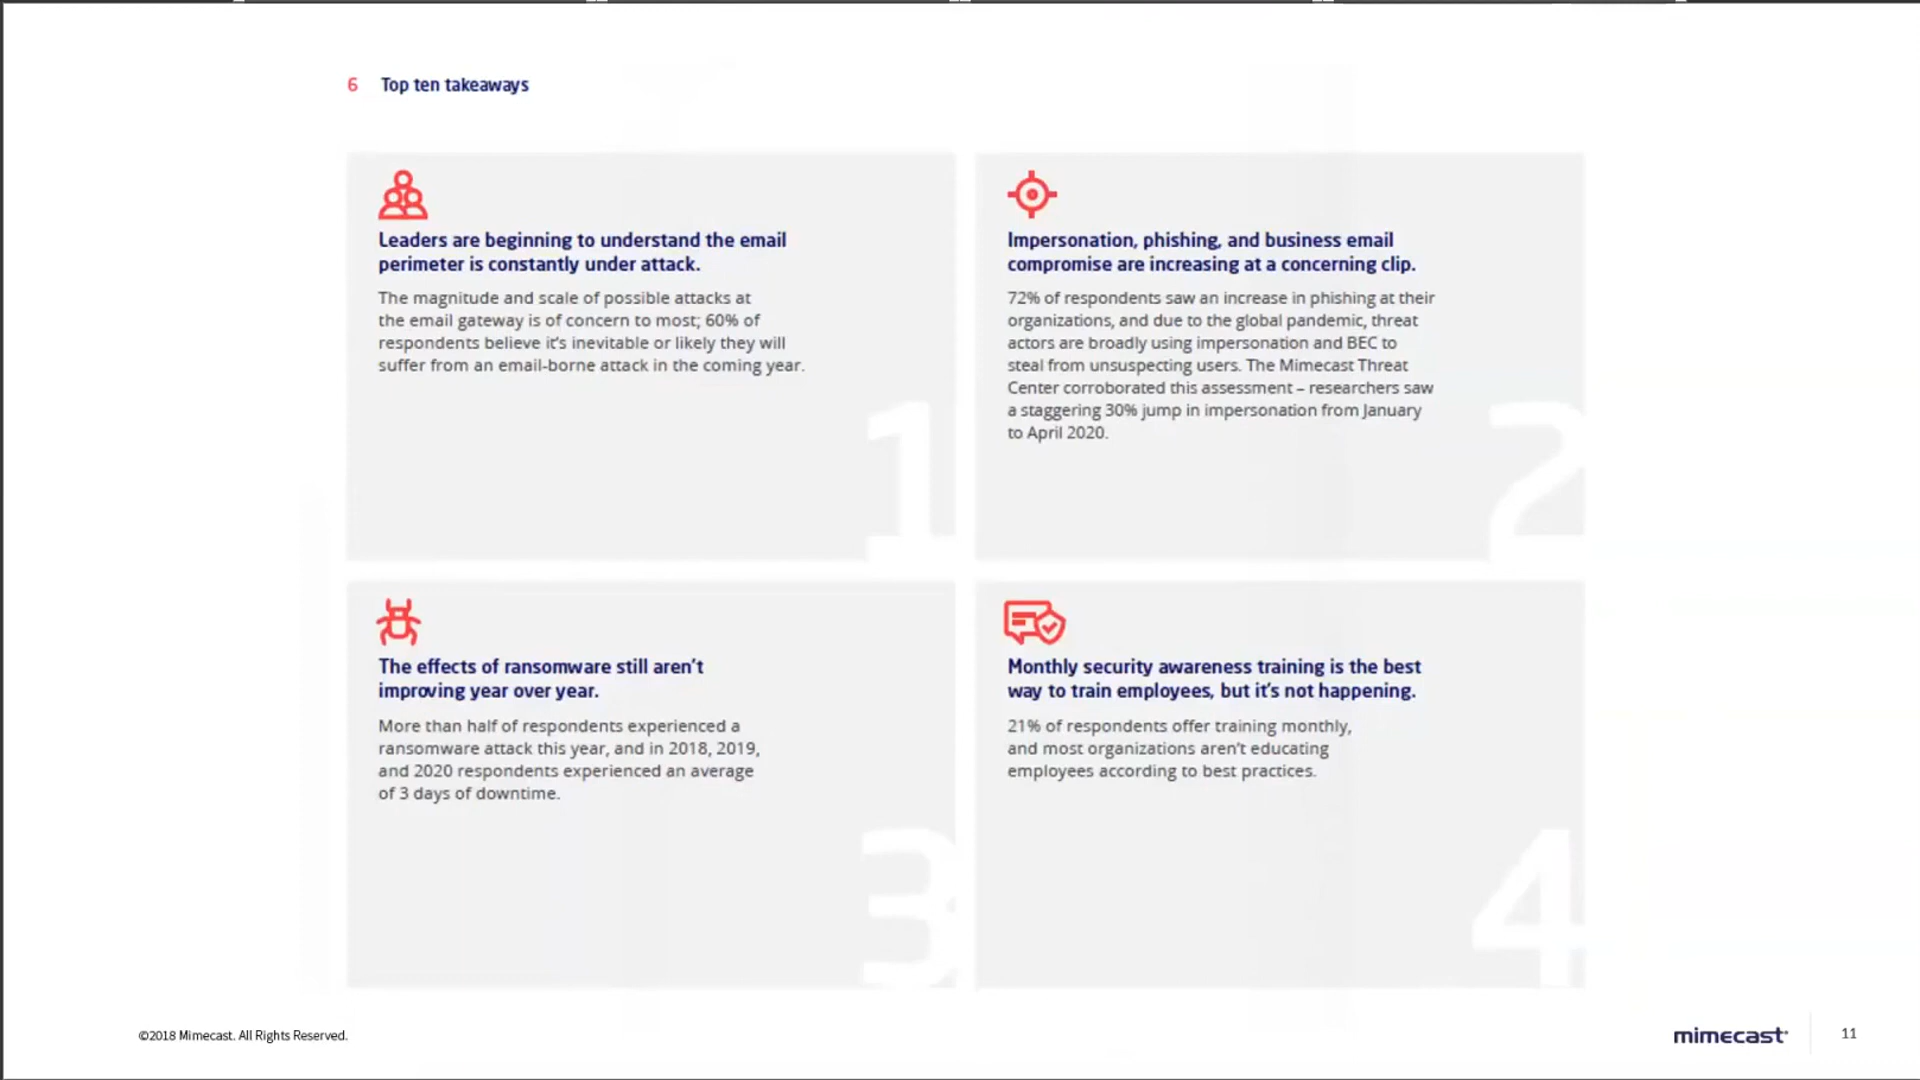 6 Top ten takeaways
Leaders are beginning to understand the email
perimeter is constantly under attack.
The magnitude and scale of possible attacks at
the email gateway is of concern to most; 60% of
respondents believe it's inevitable or likely they will
suffer from an email-borne attack in the coming year.
1
Impersonation, phishing, and business email
compromise are increasing at a concerning clip.
72% of respondents saw an increase in phishing at their
organizations, and due to the global pandemic, threat
actors are broadly using impersonation and BEC to
steal from unsuspecting users. The Mimecast Threat
Center corroborated this assessment – researchers saw
a staggering 30% jump in impersonation from January
to April 2020.
2
The effects of ransomware still aren't
improving year over year.
More than half of respondents experienced a
ransomware attack this year, and in 2018, 2019,
and 2020 respondents experienced an average
of 3 days of downtime.
3
Monthly security awareness training is the best
way to train employees, but it's not happening.
21% of respondents offer training monthly,
and most organizations aren't educating
employees according to best practices.
4
©2018 Mimecast. All Rights Reserved.
mimecast
11